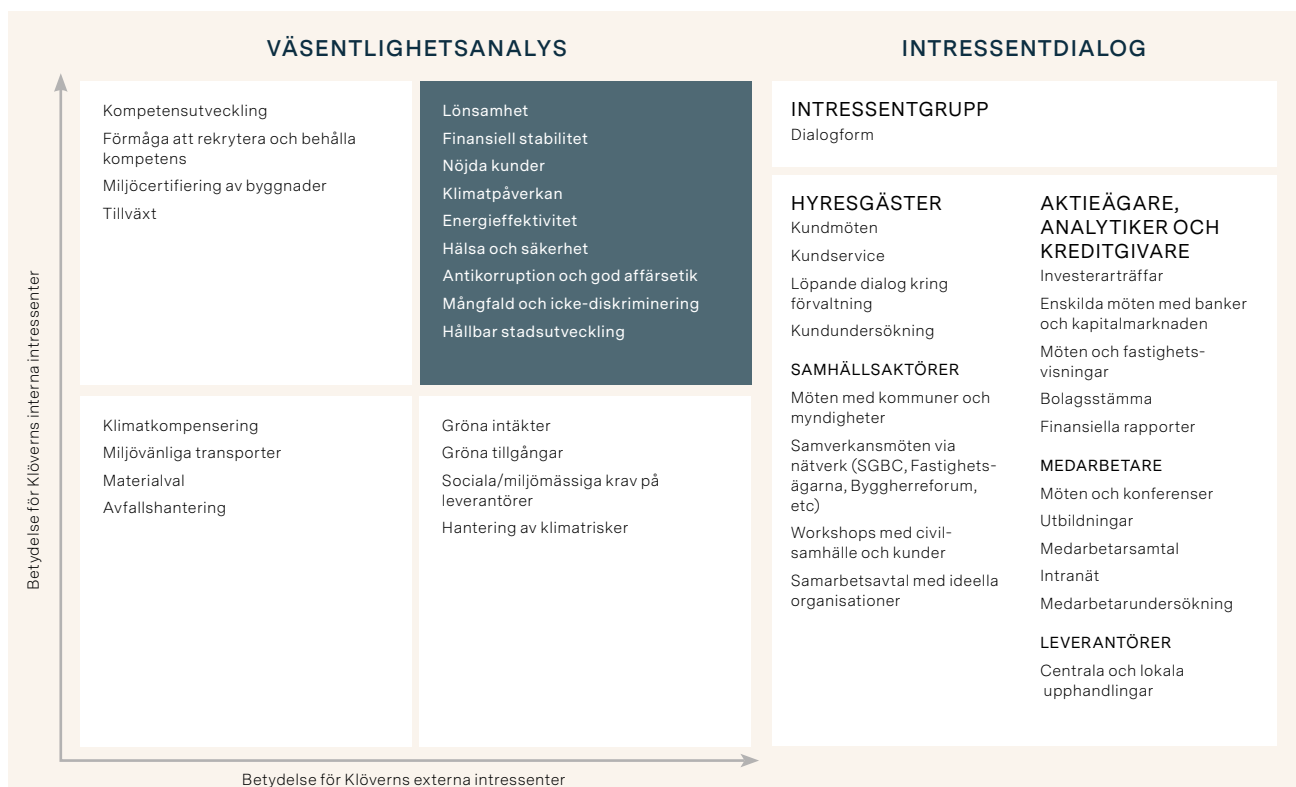 VÄSENTLIGHETSANALYS
Kompetensutveckling
Förmåga att rekrytera och behålla
kompetens
Miljöcertifiering av byggnader
Tillväxt
Lönsamhet
Finansiell stabilitet
Nöjda kunder
Klimatpåverkan
Energieffektivitet
Hälsa och säkerhet
Antikorruption och god affärsetik
Mångfald och icke-diskriminering
Hållbar stadsutveckling
Klimatkompensering
Miljövänliga transporter
Materialval
Avfallshantering
Gröna intäkter
Gröna tillgångar
Sociala/miljömässiga krav på
leverantörer
Hantering av klimatrisker
Betydelse för Klöverns interna intressenter
Betydelse för Klöverns externa intressenter
INTRESSENTDIALOG
INTRESSENTGRUPP
Dialogform
HYRESGÄSTER
Kundmöten
Kundservice
Löpande dialog kring
förvaltning
Kundundersökning
SAMHÄLLSAKTÖRER
Möten med kommuner och
myndigheter
Samverkansmöten via
nätverk (SGBC, Fastighets-
ägarna, Byggherreforum,
etc)
Workshops med civil-
samhälle och kunder
Samarbetsavtal med ideella
organisationer
AKTIEÄGARE,
ANALYTIKER OCH
KREDITGIVARE
Investerarträffar
Enskilda möten med banker
och kapitalmarknaden
Möten och fastighets-
visningar
Bolagsstämma
Finansiella rapporter
MEDARBETARE
Möten och konferenser
Utbildningar
Medarbetarsamtal
Intranät
Medarbetarundersökning
LEVERANTÖRER
Centrala och lokala
upphandlingar